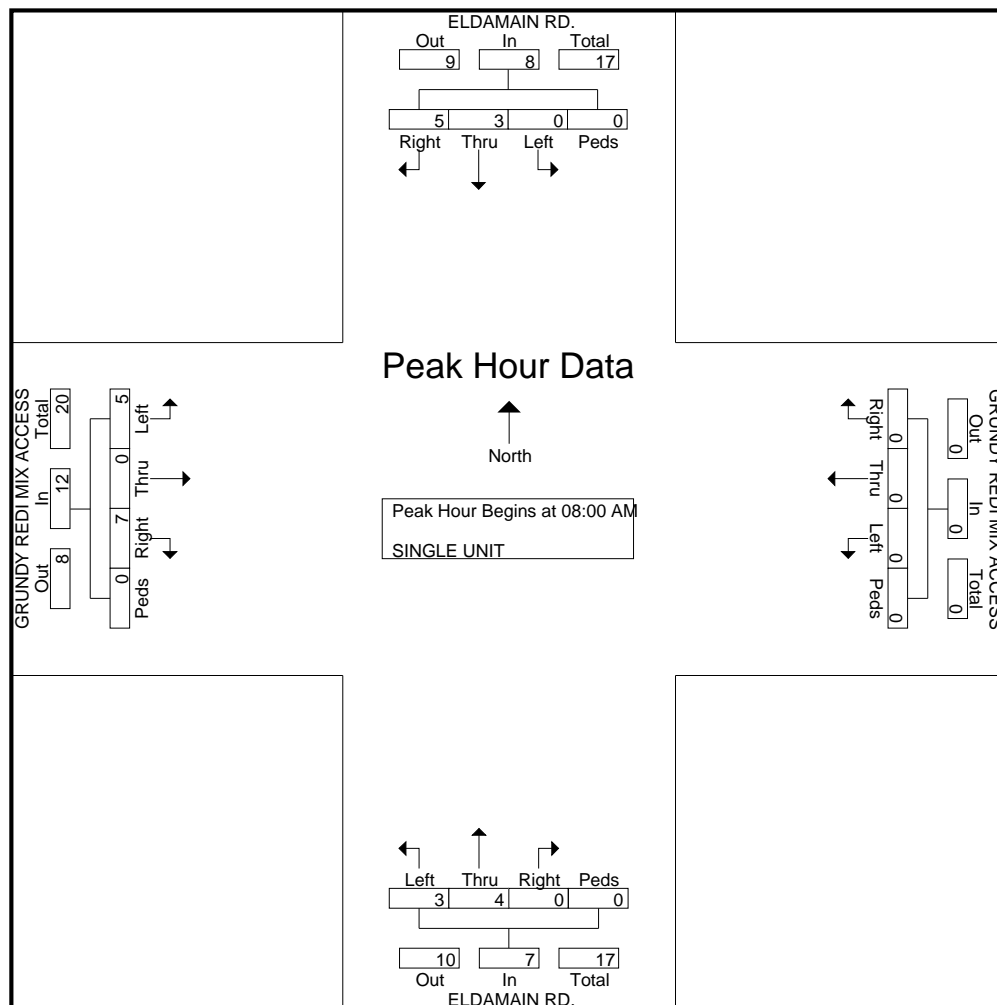 ELDAMAIN RD.
Out In Total
9 8 17
5 3 0 0
Right Thru Left Peds
Peak Hour Data
North
Peak Hour Begins at 08:00 AM
SINGLE UNIT
GRUNDY REDI MIX ACCESS
Out In Total
8 12 20
5 0 7 0
Left Thru Right Peds
GRUNDY REDI MIX ACCESS
Out In Total
0 0 0
0 0 0 0
Right Thru Left Peds
Left Thru Right Peds
3 4 0 0
10 7 17
Out In Total
ELDAMAIN RD.